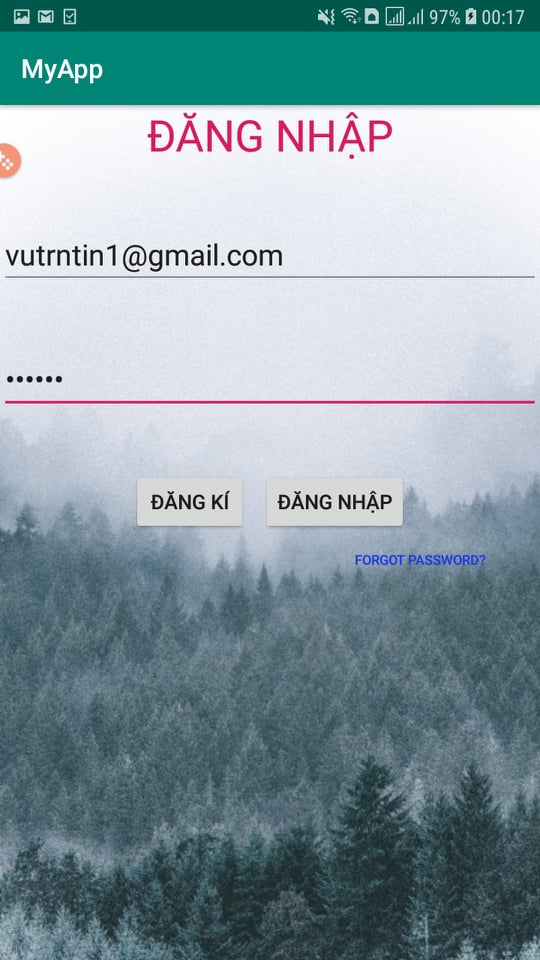 97% 00:17
MyApp
ĐĂNG NHẬP
vutrntin1@gmail.com
••••••
ĐĂNG KÍ ĐĂNG NHẬP
FORGOT PASSWORD?